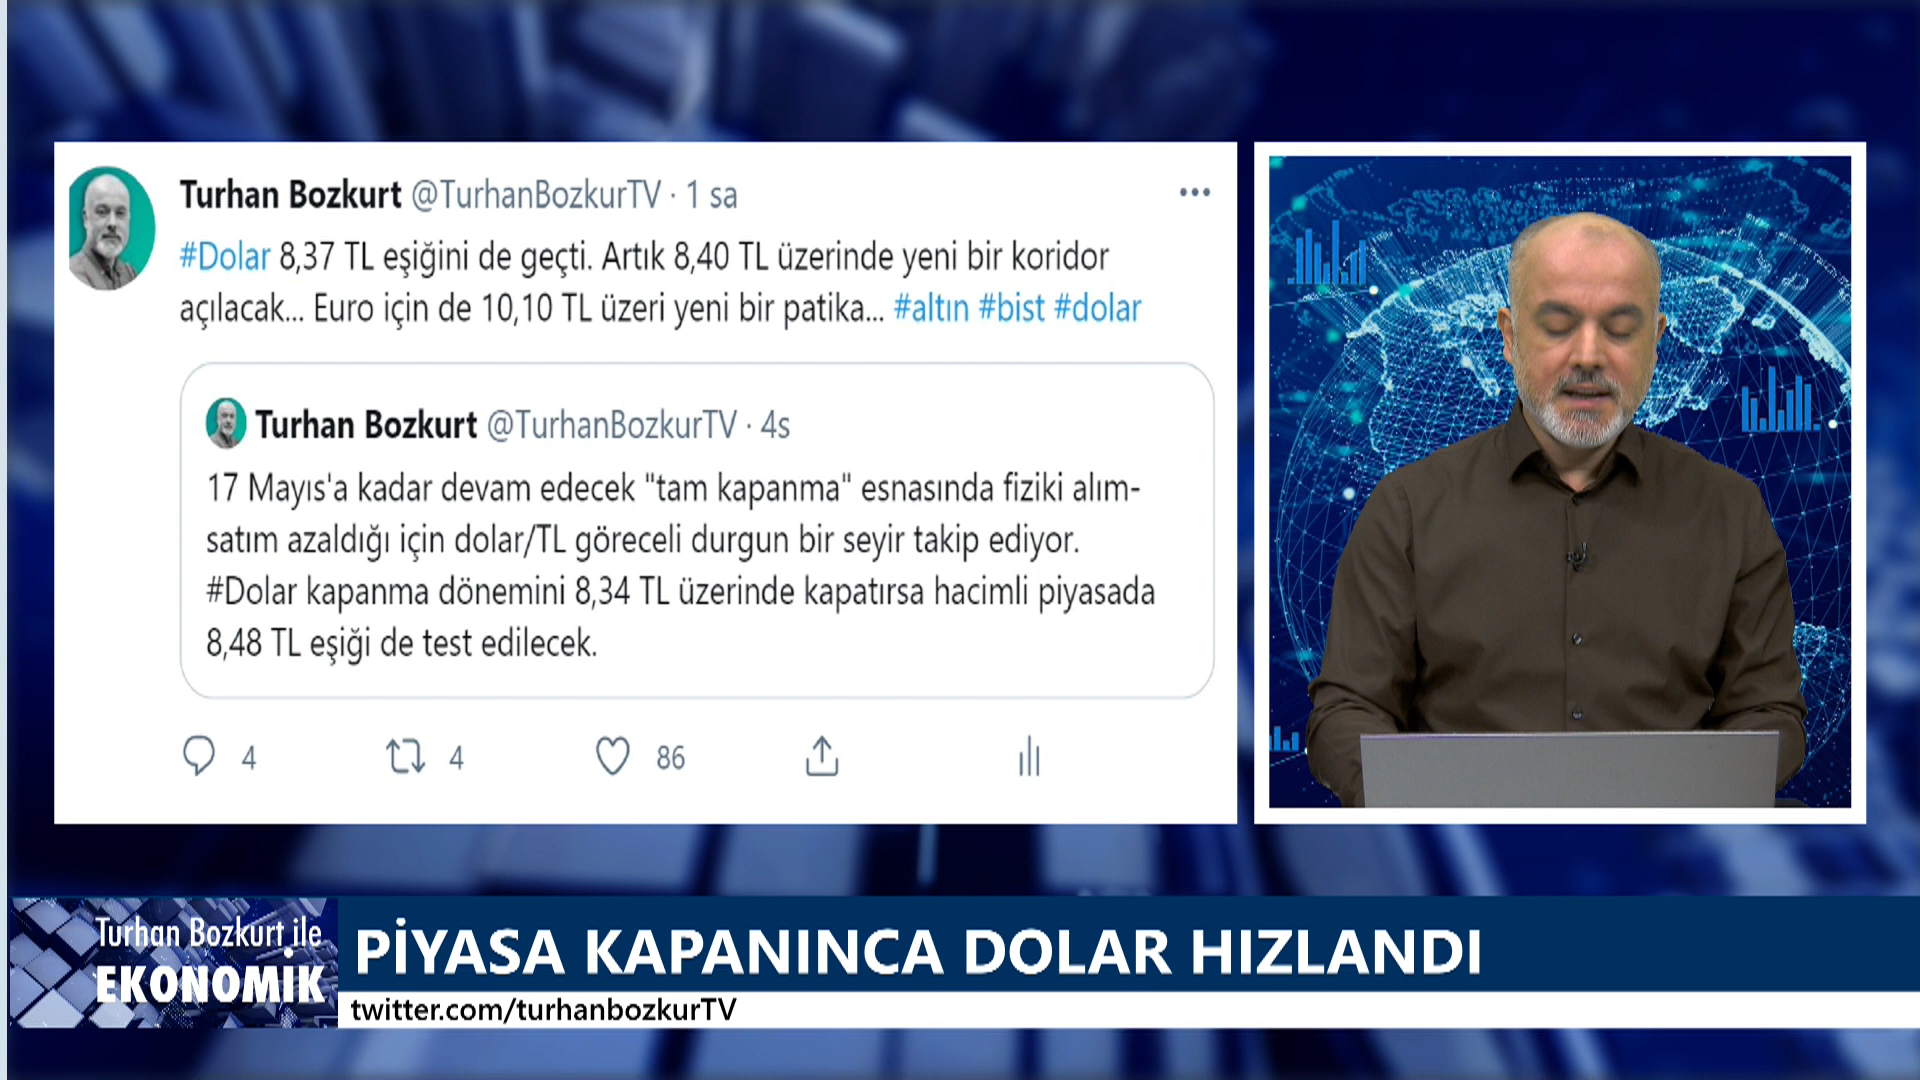 Turhan Bozkurt @TurhanBozkurTV · 1 sa
#Dolar 8,37 TL eşiğini de geçti. Artık 8,40 TL üzerinde yeni bir koridor
açılacak... Euro için de 10,10 TL üzeri yeni bir patika... #altın #bist #dolar
Turhan Bozkurt @TurhanBozkurTV · 4s
17 Mayıs'a kadar devam edecek "tam kapanma" esnasında fiziki alım-
satım azaldığı için dolar/TL göreceli durgun bir seyir takip ediyor.
#Dolar kapanma dönemini 8,34 TL üzerinde kapatırsa hacimli piyasada
8,48 TL eşiği de test edilecek.
4 4 86
Turhan Bozkurt ile
EKONOMİK
PİYASA KAPANINCA DOLAR HIZLANDI
twitter.com/turhanbozkurTV